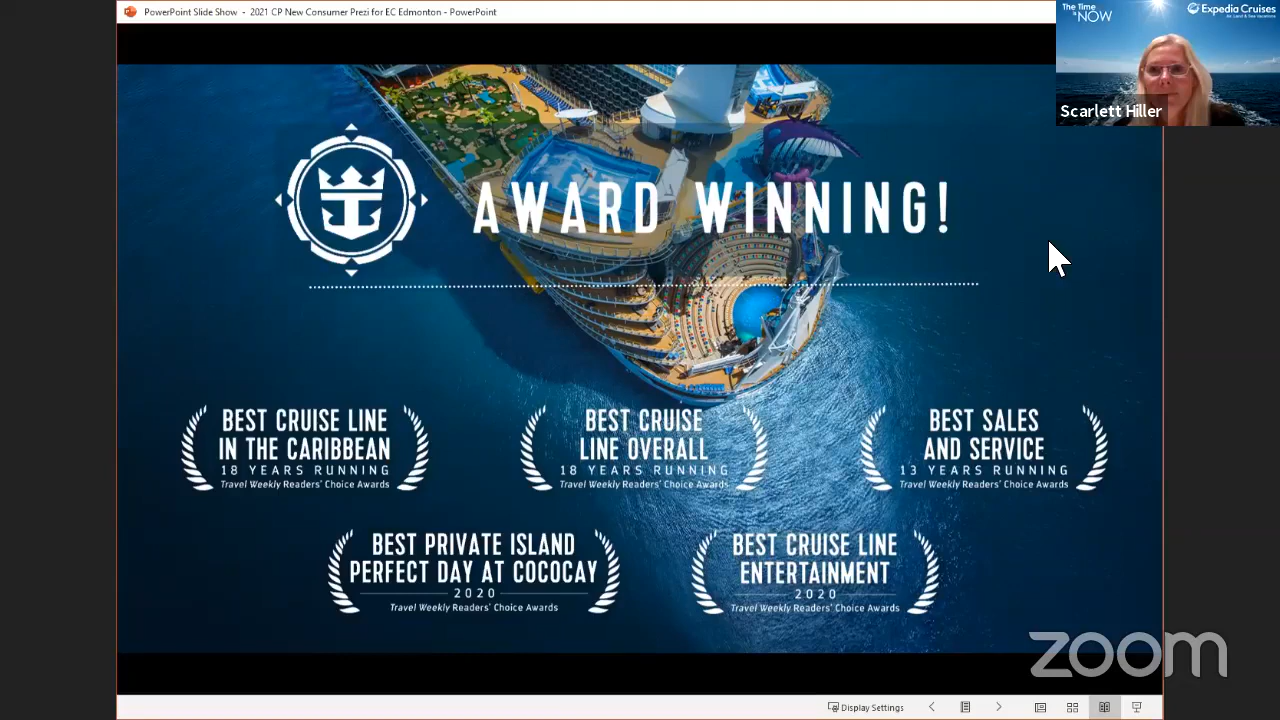 PowerPoint Slide Show - 2021 CP New Consumer Prezi for EC Edmonton - PowerPoint
The Time is NOW
Expedia Cruises
Air, Land & Sea Vacations
Scarlett Hiller
AWARD WINNING!
BEST CRUISE LINE
IN THE CARIBBEAN
18 YEARS RUNNING
Travel Weekly Readers' Choice Awards
BEST CRUISE
LINE OVERALL
18 YEARS RUNNING
Travel Weekly Readers' Choice Awards
BEST SALES
AND SERVICE
13 YEARS RUNNING
Travel Weekly Readers' Choice Awards
BEST PRIVATE ISLAND
PERFECT DAY AT COCOCAY
2020
Travel Weekly Readers' Choice Awards
BEST CRUISE LINE
ENTERTAINMENT
2020
Travel Weekly Readers' Choice Awards
zoom
Display Settings